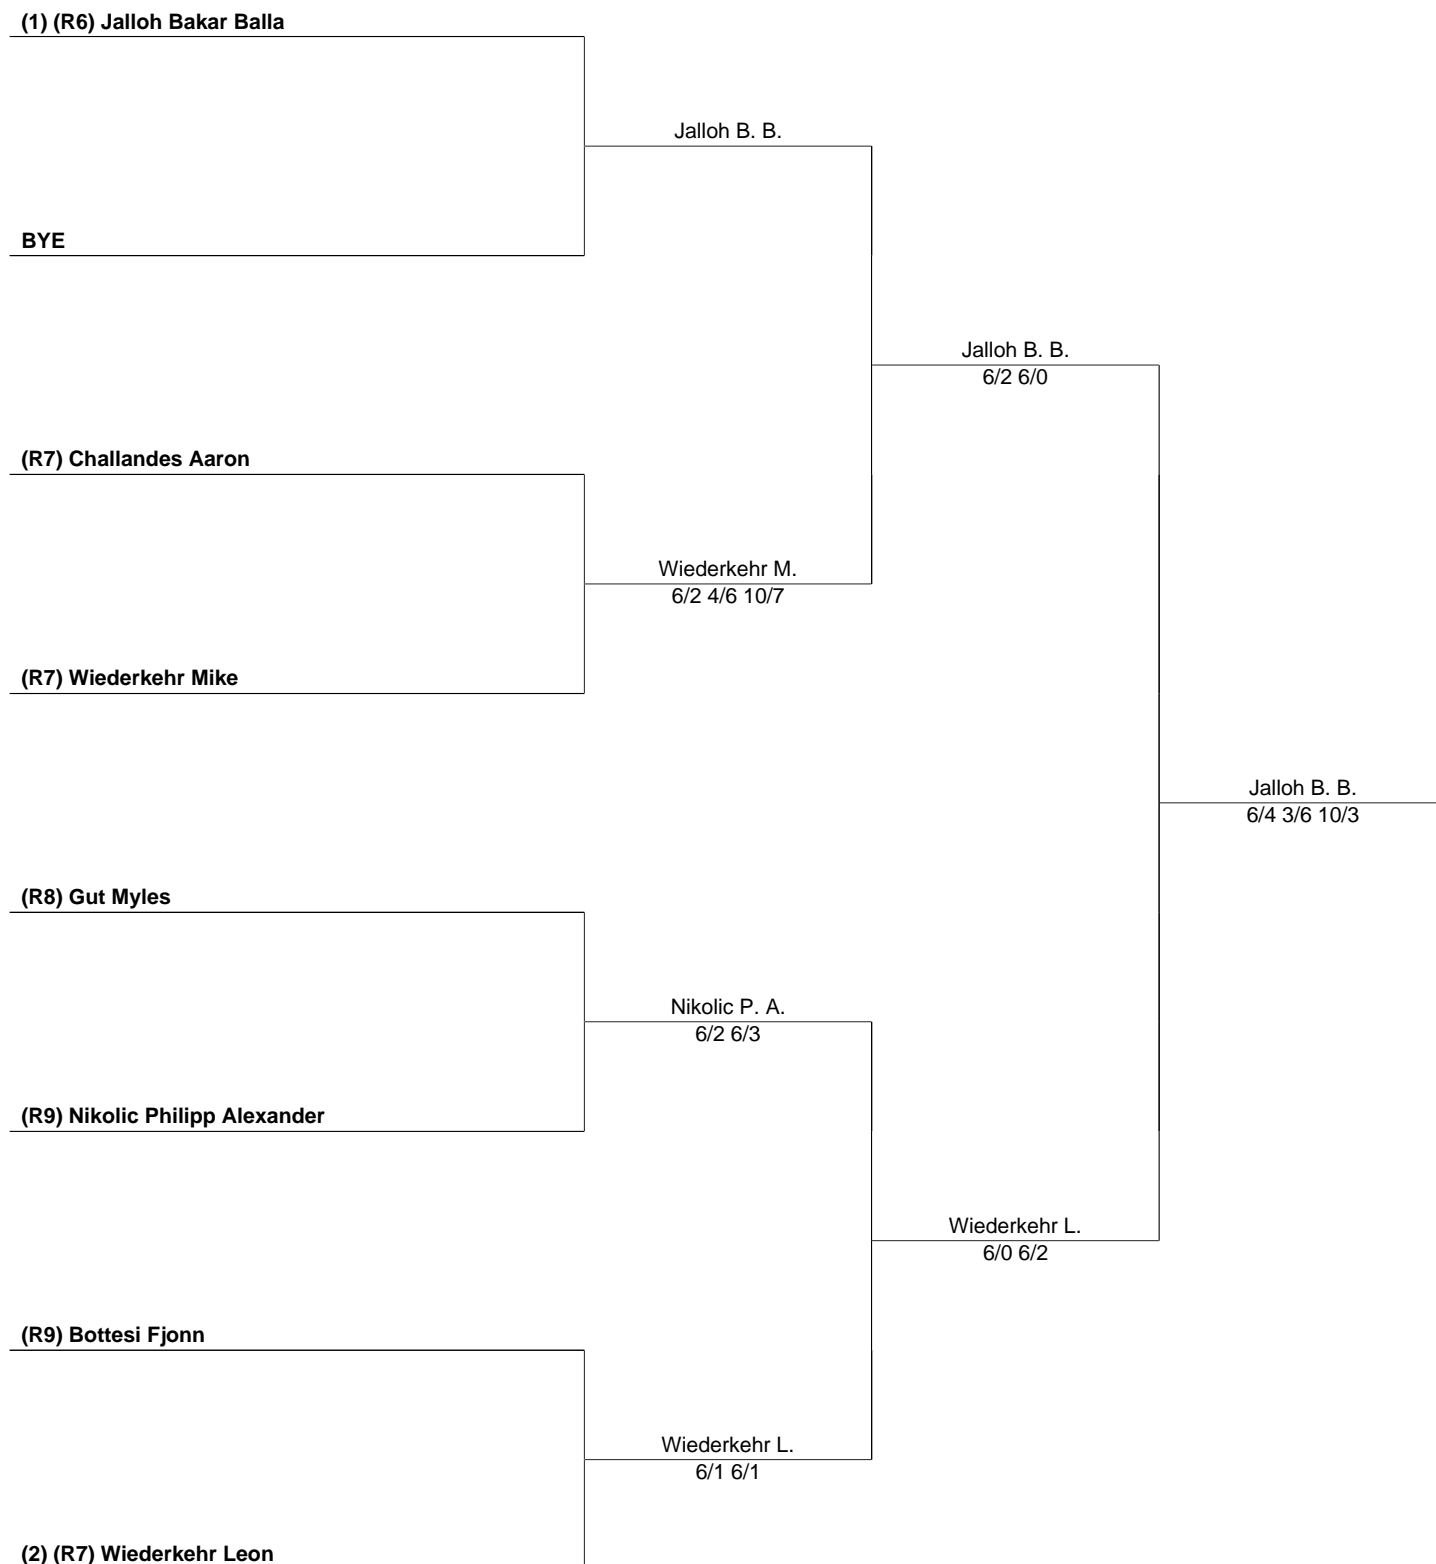 (1) (R6) Jalloh Bakar Balla
Jalloh B. B.
BYE
Jalloh B. B.
6/2 6/0
(R7) Challandes Aaron
Wiederkehr M.
6/2 4/6 10/7
(R7) Wiederkehr Mike
Jalloh B. B.
6/4 3/6 10/3
(R8) Gut Myles
Nikolic P. A.
6/2 6/3
(R9) Nikolic Philipp Alexander
Wiederkehr L.
6/0 6/2
(R9) Bottesi Fjonn
Wiederkehr L.
6/1 6/1
(2) (R7) Wiederkehr Leon